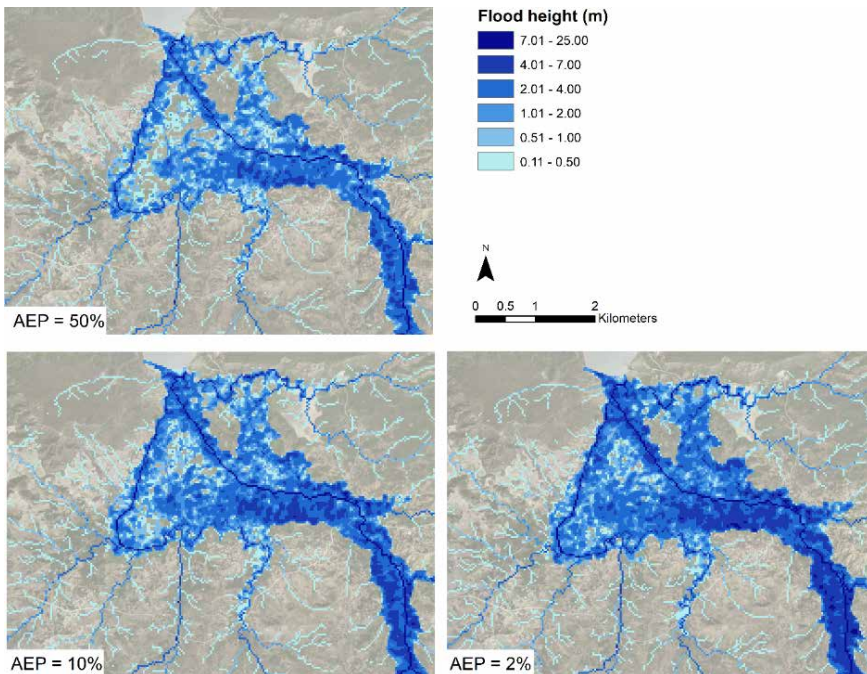 Flood height (m)
7.01 - 25.00
4.01 - 7.00
2.01 - 4.00
1.01 - 2.00
0.51 - 1.00
0.11 - 0.50
N
0 0.5 1 2
Kilometers
AEP = 50%
AEP = 10%
AEP = 2%